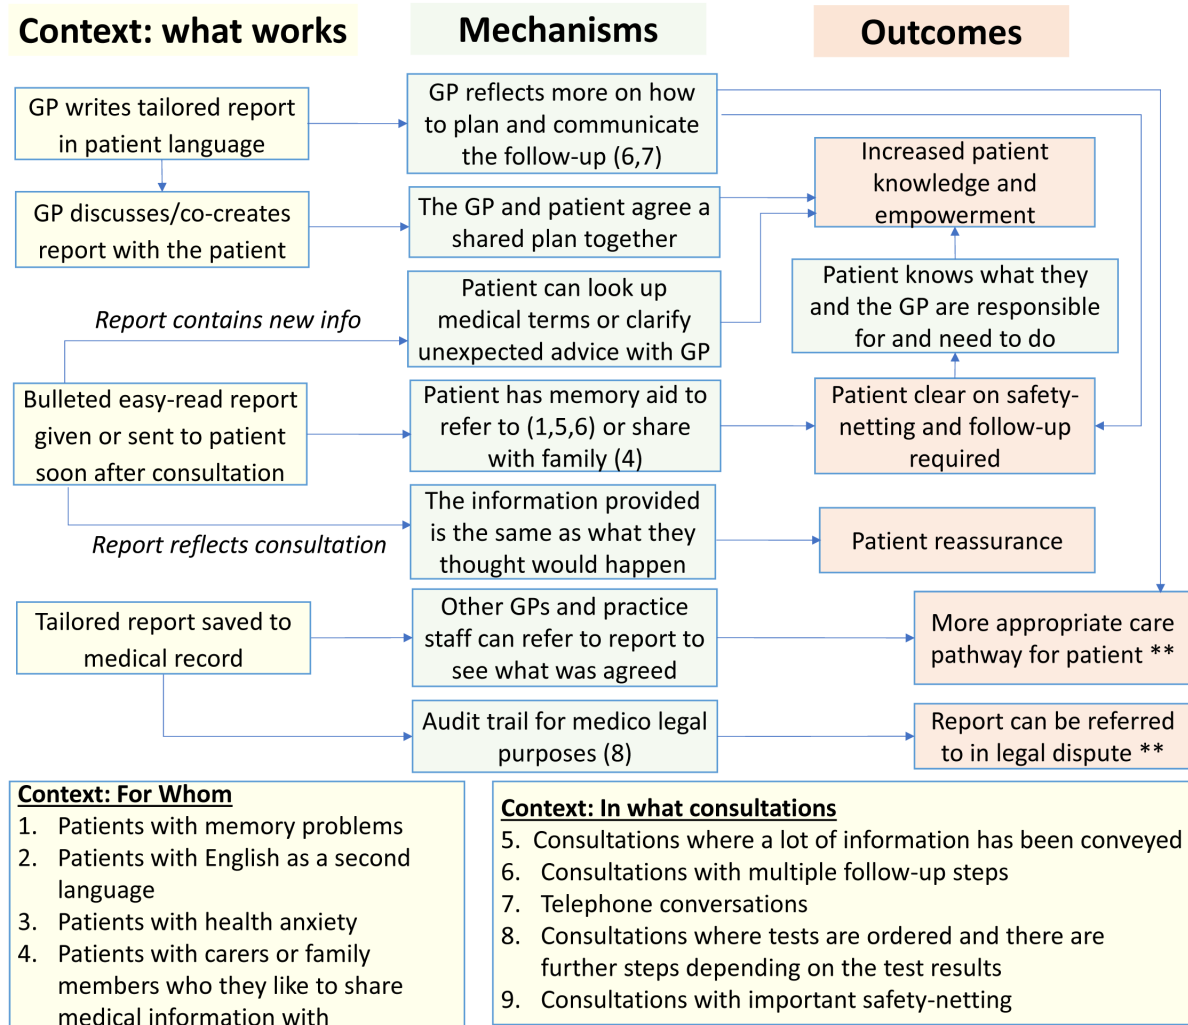 Context: what works
Mechanisms
Outcomes
GP writes tailored report
in patient language
GP discusses/co-creates
report with the patient
Report contains new info
Bulleted easy-read report
given or sent to patient
soon after consultation
Report reflects consultation
Tailored report saved to
medical record
GP reflects more on how
to plan and communicate
the follow-up (6,7)
The GP and patient agree a
shared plan together
Patient can look up
medical terms or clarify
unexpected advice with GP
Patient has memory aid to
refer to (1,5,6) or share
with family (4)
The information provided
is the same as what they
thought would happen
Other GPs and practice
staff can refer to report to
see what was agreed
Audit trail for medico legal
purposes (8)
Increased patient
knowledge and
empowerment
Patient knows what they
and the GP are responsible
for and need to do
Patient clear on safety-
netting and follow-up
required
Patient reassurance
More appropriate care
pathway for patient **
Report can be referred
to in legal dispute **
Context: For Whom
1. Patients with memory problems
2. Patients with English as a second
language
3. Patients with health anxiety
4. Patients with carers or family
members who they like to share
medical information with
Context: In what consultations
5. Consultations where a lot of information has been conveyed
6. Consultations with multiple follow-up steps
7. Telephone conversations
8. Consultations where tests are ordered and there are
further steps depending on the test results
9. Consultations with important safety-netting